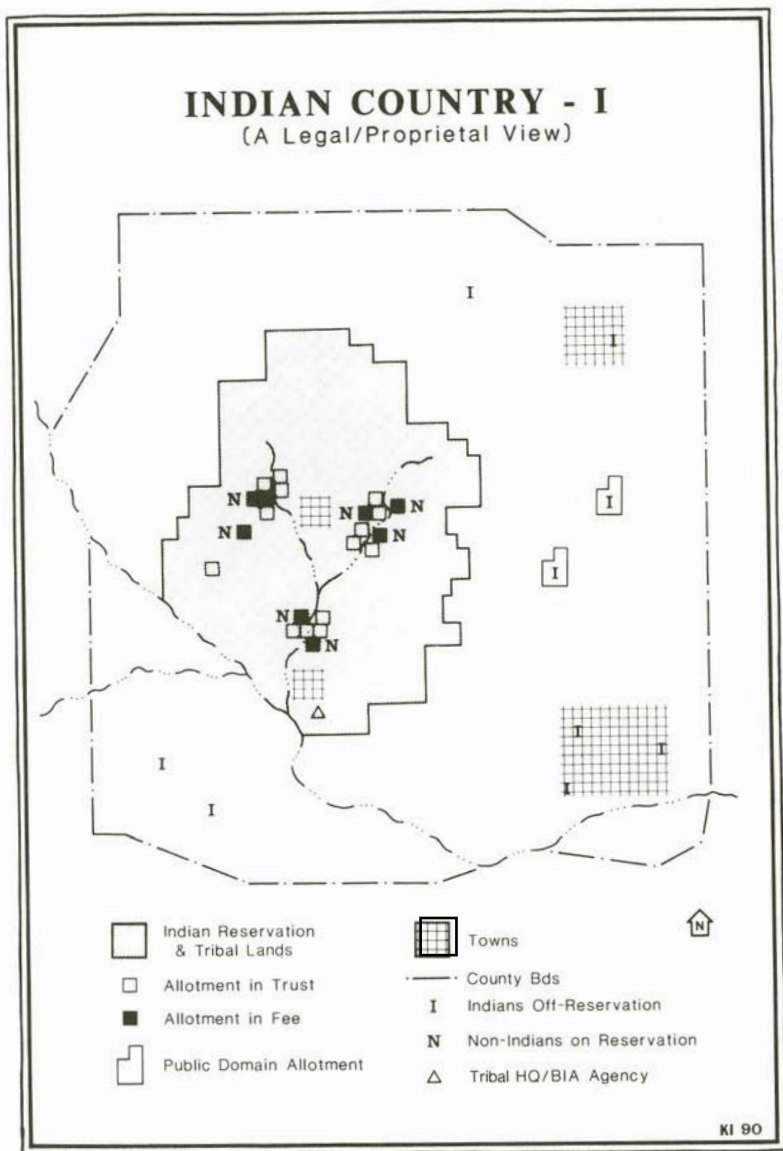 INDIAN COUNTRY - I
(A Legal/Proprietal View)
I
I
N
N
N
N
N
I
I
N
N
I
I
I
I
I
Indian Reservation
& Tribal Lands
Allotment in Trust
Allotment in Fee
Public Domain Allotment
Towns
County Bds
I Indians Off-Reservation
N Non-Indians on Reservation
Tribal HQ/BIA Agency
N
KI 90